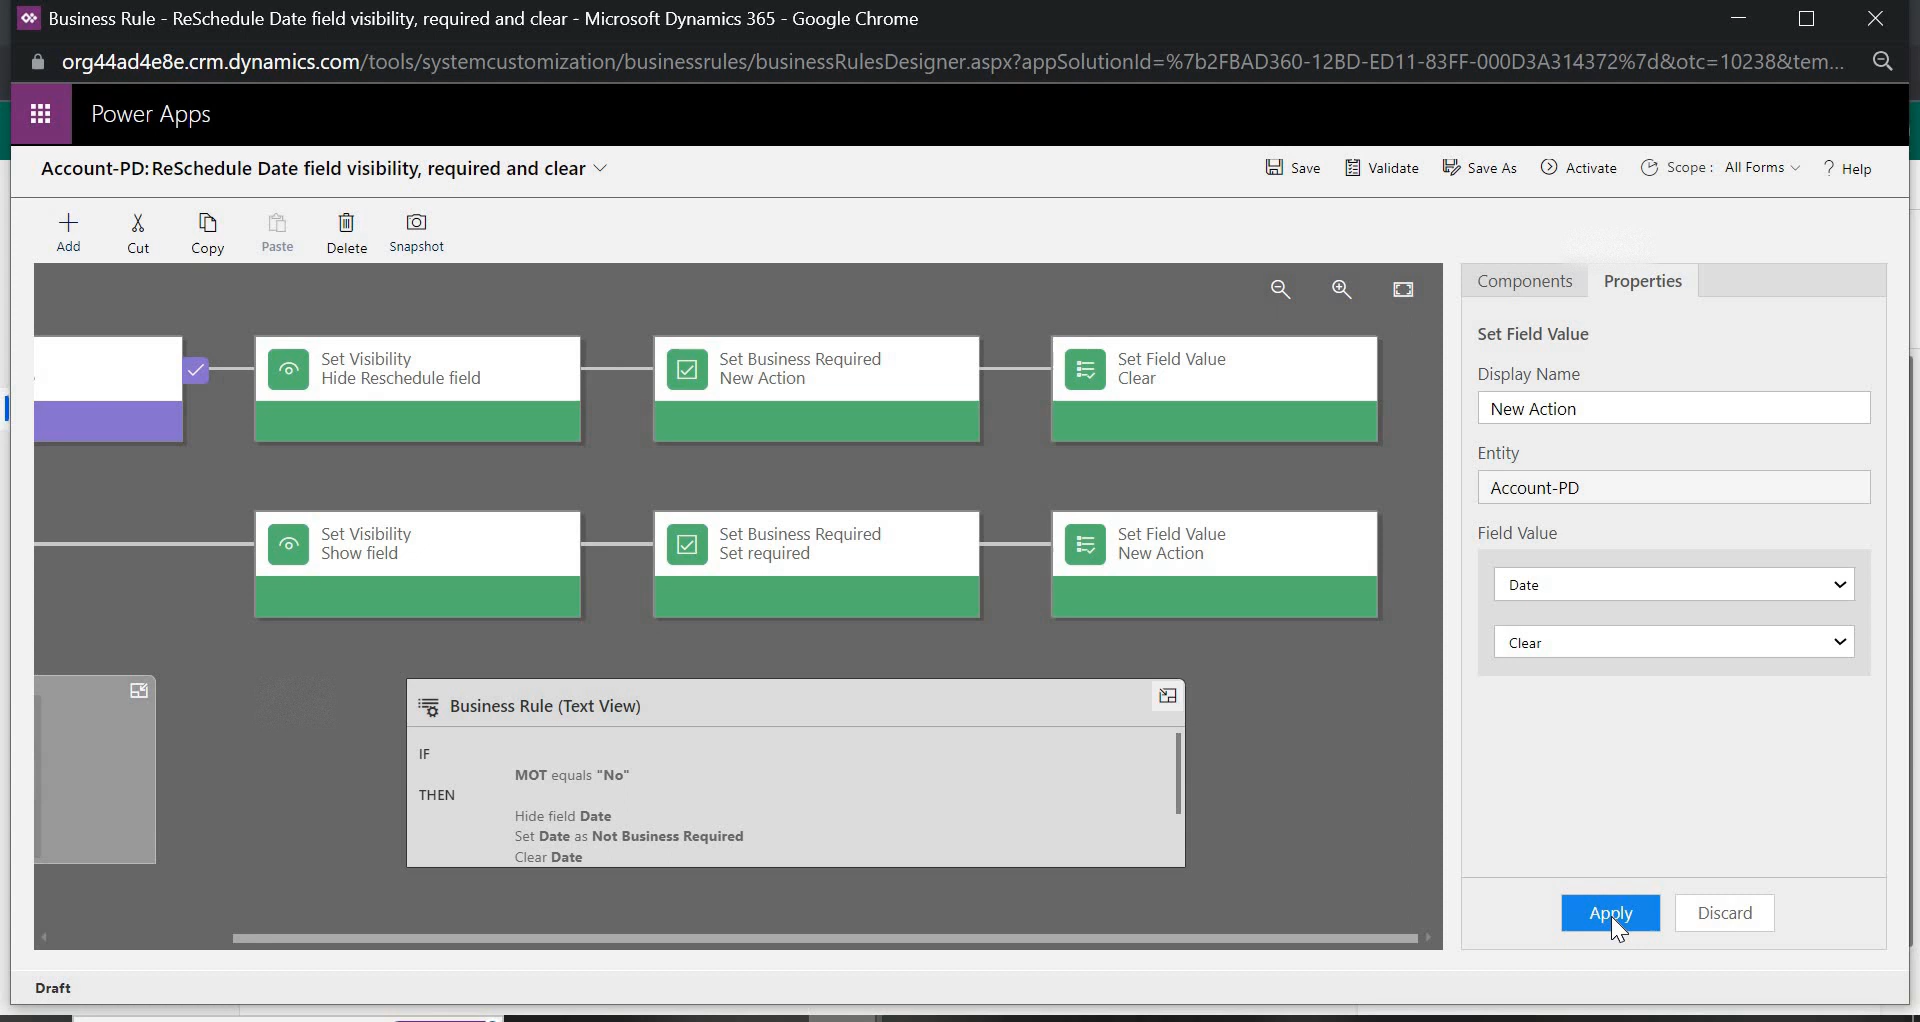 Business Rule - ReSchedule Date field visibility, required and clear - Microsoft Dynamics 365 - Google Chrome
org44ad4e8e.crm.dynamics.com/tools/systemcustomization/businessrules/businessRulesDesigner.aspx?appSolutionId=%7b2FBAD360-12BD-ED11-83FF-000D3A314372%7d&otc=10238&tem...
Power Apps
Account-PD: ReSchedule Date field visibility, required and clear
Save
Validate
Save As
Activate
Scope : All Forms
? Help
Add
Cut
Copy
Paste
Delete
Snapshot
Components
Properties
Set Visibility
Hide Reschedule field
Set Business Required
New Action
Set Field Value
Clear
Set Visibility
Show field
Set Business Required
Set required
Set Field Value
New Action
Business Rule (Text View)
IF
MOT equals "No"
THEN
Hide field Date
Set Date as Not Business Required
Clear Date
Set Field Value
Display Name
New Action
Entity
Account-PD
Field Value
Date
Clear
Apply
Discard
Draft